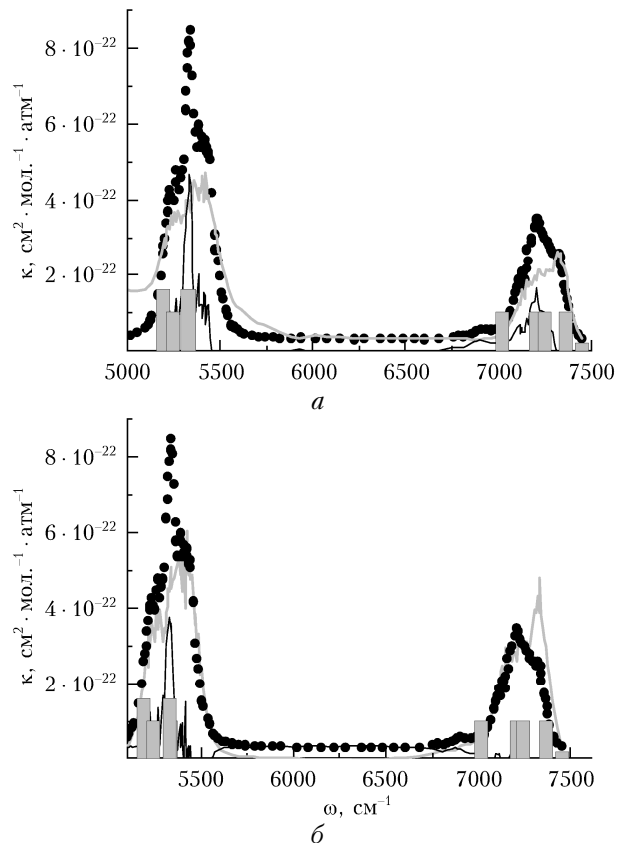 8 · 10⁻²²
6 · 10⁻²²
4 · 10⁻²²
2 · 10⁻²²
κ, см² · мол.⁻¹ · атм⁻¹
5000 5500 6000 6500 7000 7500
а
8 · 10⁻²²
6 · 10⁻²²
4 · 10⁻²²
2 · 10⁻²²
κ, см² · мол.⁻¹ · атм⁻¹
5500 6000 6500 7000 7500
ω, см⁻¹
б